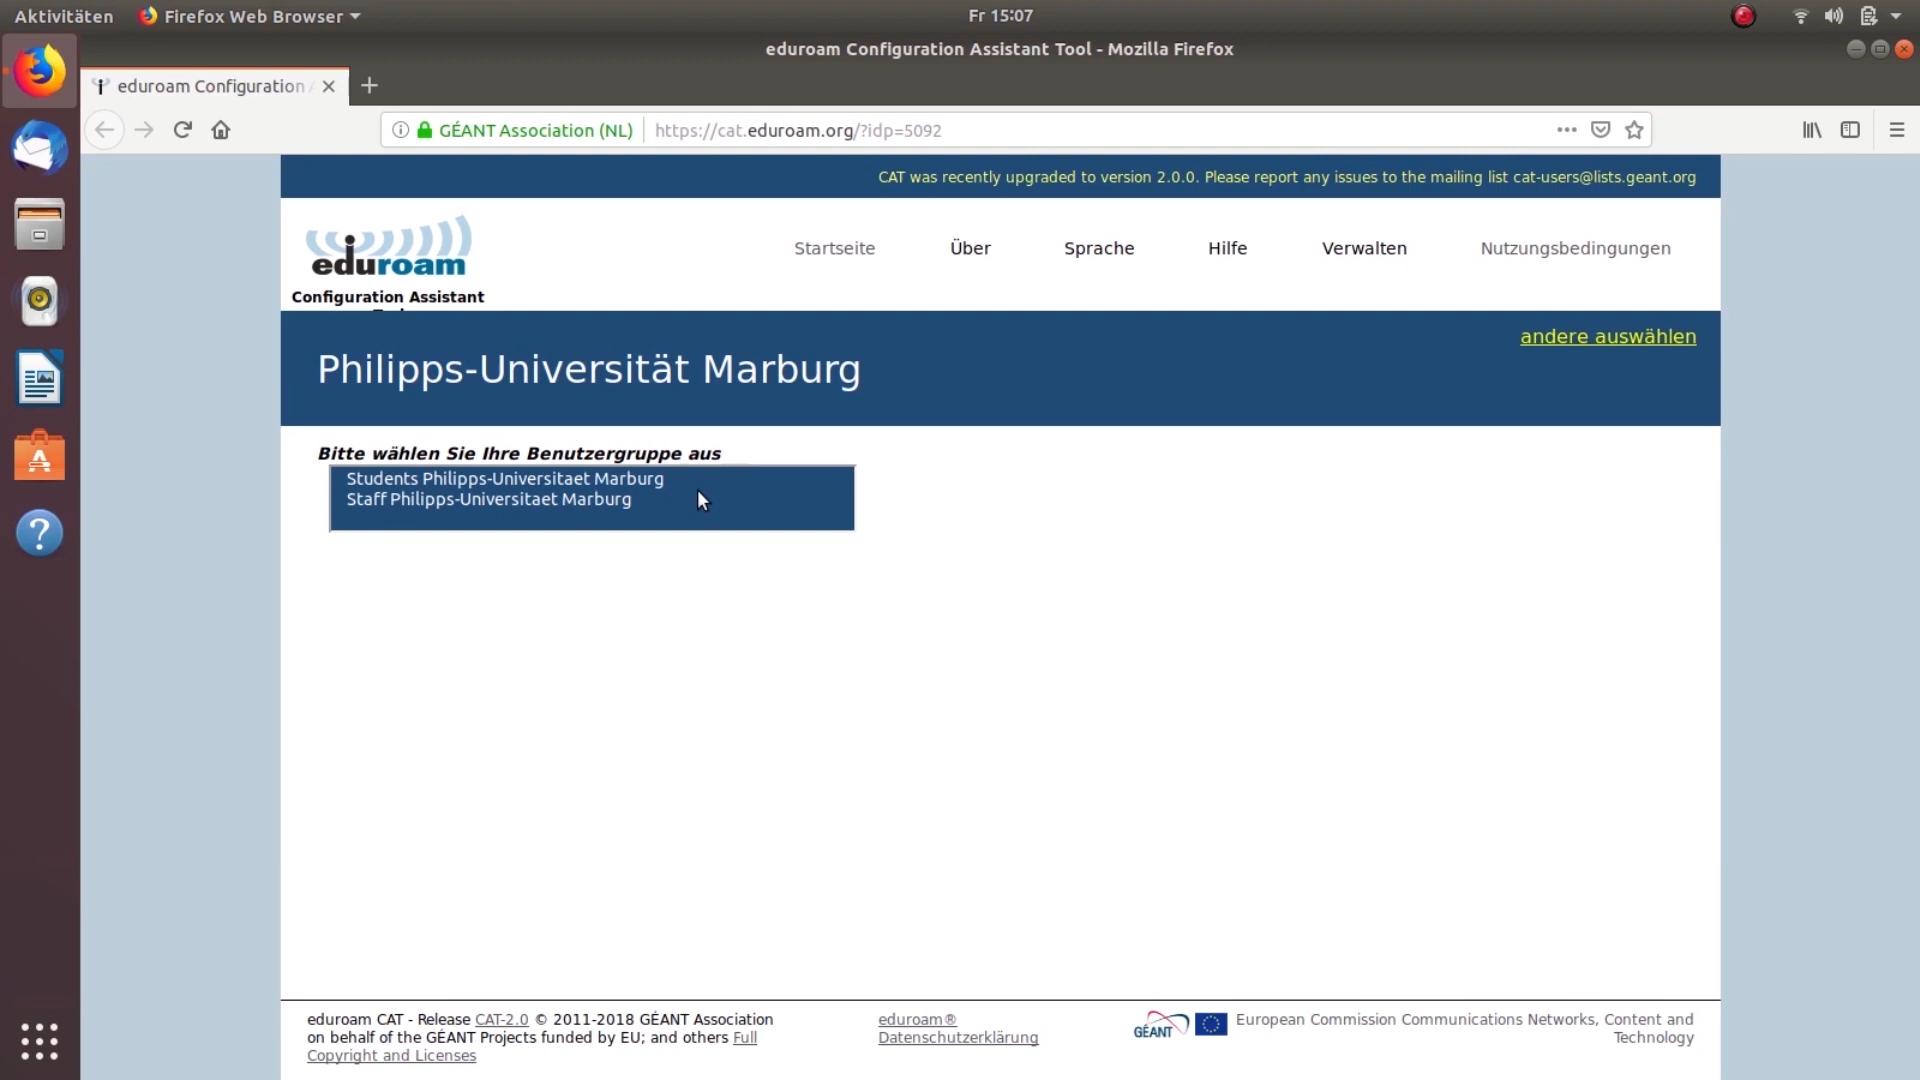 Aktivitäten Firefox Web Browser Fr 15:07
eduroam Configuration Assistant Tool - Mozilla Firefox
eduroam Configuration A
GÉANT Association (NL) https://cat.eduroam.org/?idp=5092
CAT was recently upgraded to version 2.0.0. Please report any issues to the mailing list cat-users@lists.geant.org
eduroam
Startseite Über Sprache Hilfe Verwalten Nutzungsbedingungen
Configuration Assistant
andere auswählen
Philipps-Universität Marburg
Bitte wählen Sie Ihre Benutzergruppe aus
Students Philipps-Universitaet Marburg
Staff Philipps-Universitaet Marburg
eduroam CAT - Release CAT-2.0 © 2011-2018 GÉANT Association
on behalf of the GÉANT Projects funded by EU; and others Full
Copyright and Licenses
eduroam®
Datenschutzerklärung
GÉANT
European Commission Communications Networks, Content and
Technology